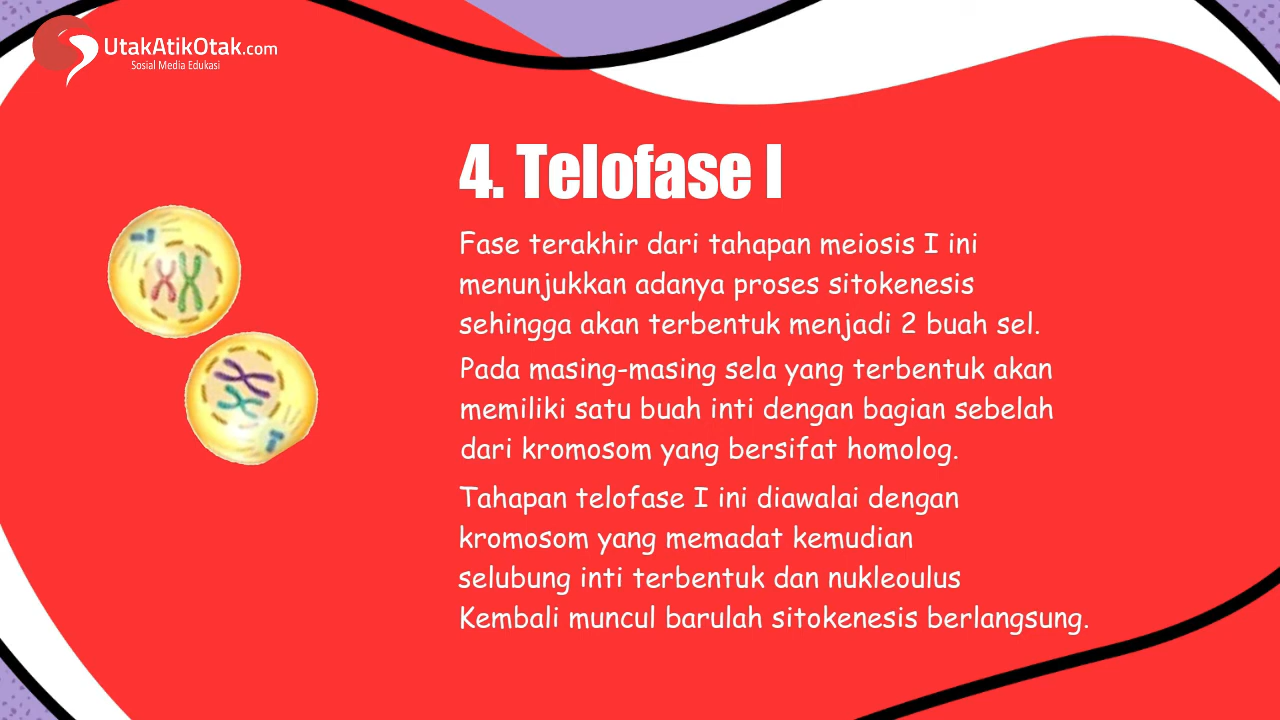 UtakAtikOtak.com
Sosial Media Edukasi
4. Telofase I
Fase terakhir dari tahapan meiosis I ini
menunjukkan adanya proses sitokenesis
sehingga akan terbentuk menjadi 2 buah sel.
Pada masing-masing sela yang terbentuk akan
memiliki satu buah inti dengan bagian sebelah
dari kromosom yang bersifat homolog.
Tahapan telofase I ini diawalai dengan
kromosom yang memadat kemudian
selubung inti terbentuk dan nukleoulus
Kembali muncul barulah sitokenesis berlangsung.